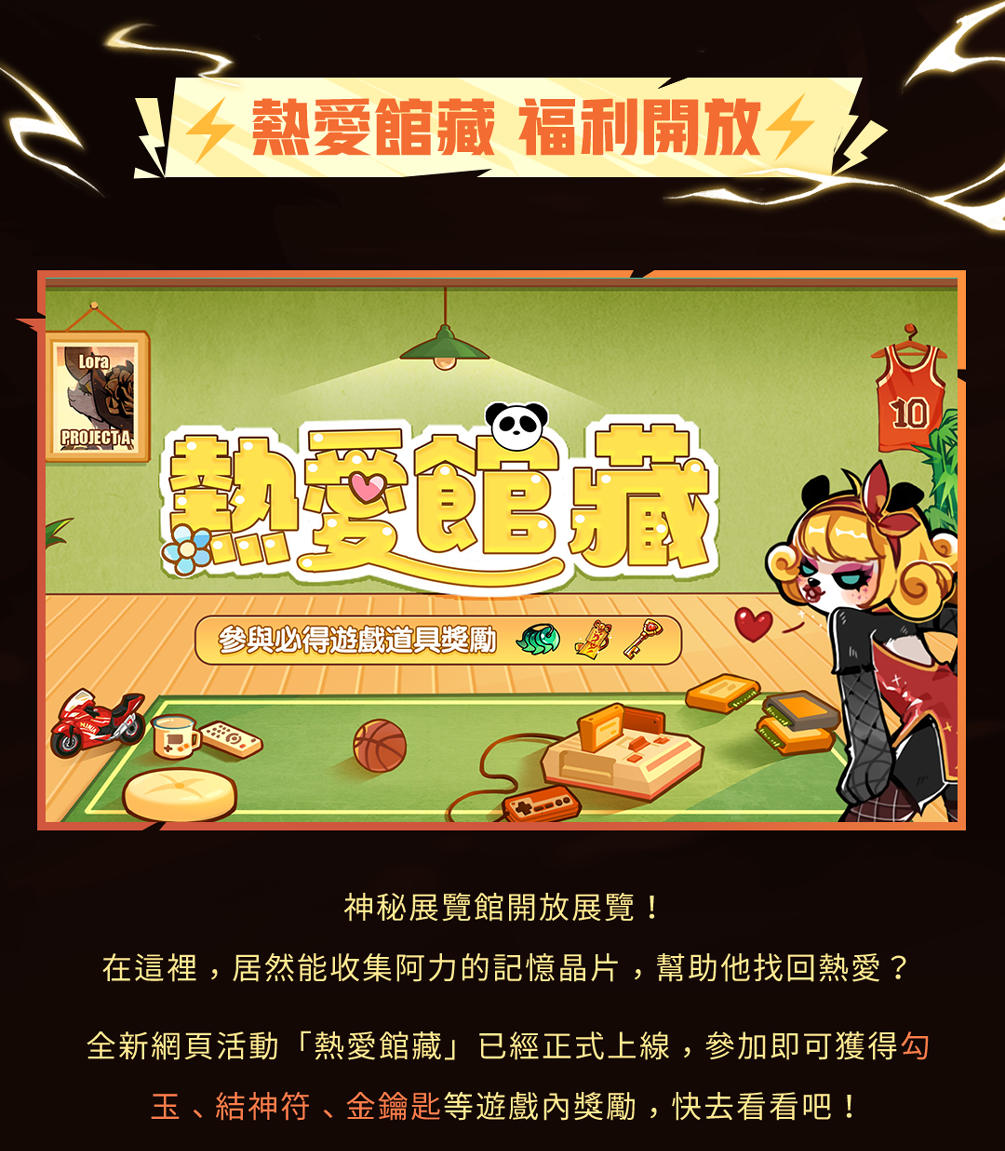 熱愛館藏 福利開放
Lora
PROJECT A
10
熱愛館藏
參與必得遊戲道具獎勵
NINJA
神秘展覽館開放展覽！
在這裡，居然能收集阿力的記憶晶片，幫助他找回熱愛？
全新網頁活動「熱愛館藏」已經正式上線，參加即可獲得勾
玉、結神符、金鑰匙等遊戲內獎勵，快去看看吧！